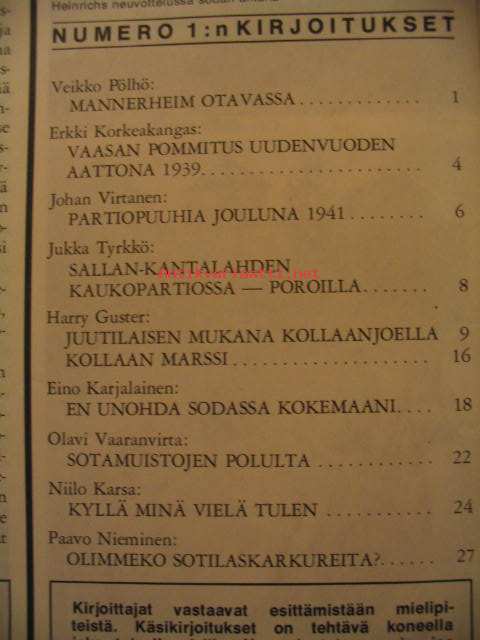 Heinrichs neuvottelussa sodan
NUMERO 1:n KIRJOITUKSET
Veikko Pölhö:
MANNERHEIM OTAVASSA . . . . . . . . . . . . 1
Erkki Korkeakangas:
VAASAN POMMITUS UUDENVUODEN
AATTONA 1939. . . . . . . . . . . . . . . . . . . . 4
Johan Virtanen:
PARTIOPUUHIA JOULUNA 1941 . . . . . . . . 6
Jukka Tyrkkö:
SALLAN-KANTALAHDEN
KAUKOPARTIOSSA — POROILLA. . . . . . . 8
Harry Guster:
JUUTILAISEN MUKANA KOLLAANJOELLA 9
KOLLAAN MARSSI . . . . . . . . . . . . . . . . . . 16
Eino Karjalainen:
EN UNOHDA SODASSA KOKEMAANI. . . . 18
Olavi Vaaranvirta:
SOTAMUISTOJEN POLULTA . . . . . . . . . . . 22
Niilo Karsa:
KYLLÄ MINÄ VIELÄ TULEN . . . . . . . . . . . 24
Paavo Nieminen:
OLIMMEKO SOTILASKARKUREITA?. . . . . . 27
Kirjoittajat vastaavat esittämistään mielipi-
teistä. Käsikirjoitukset on tehtävä koneella